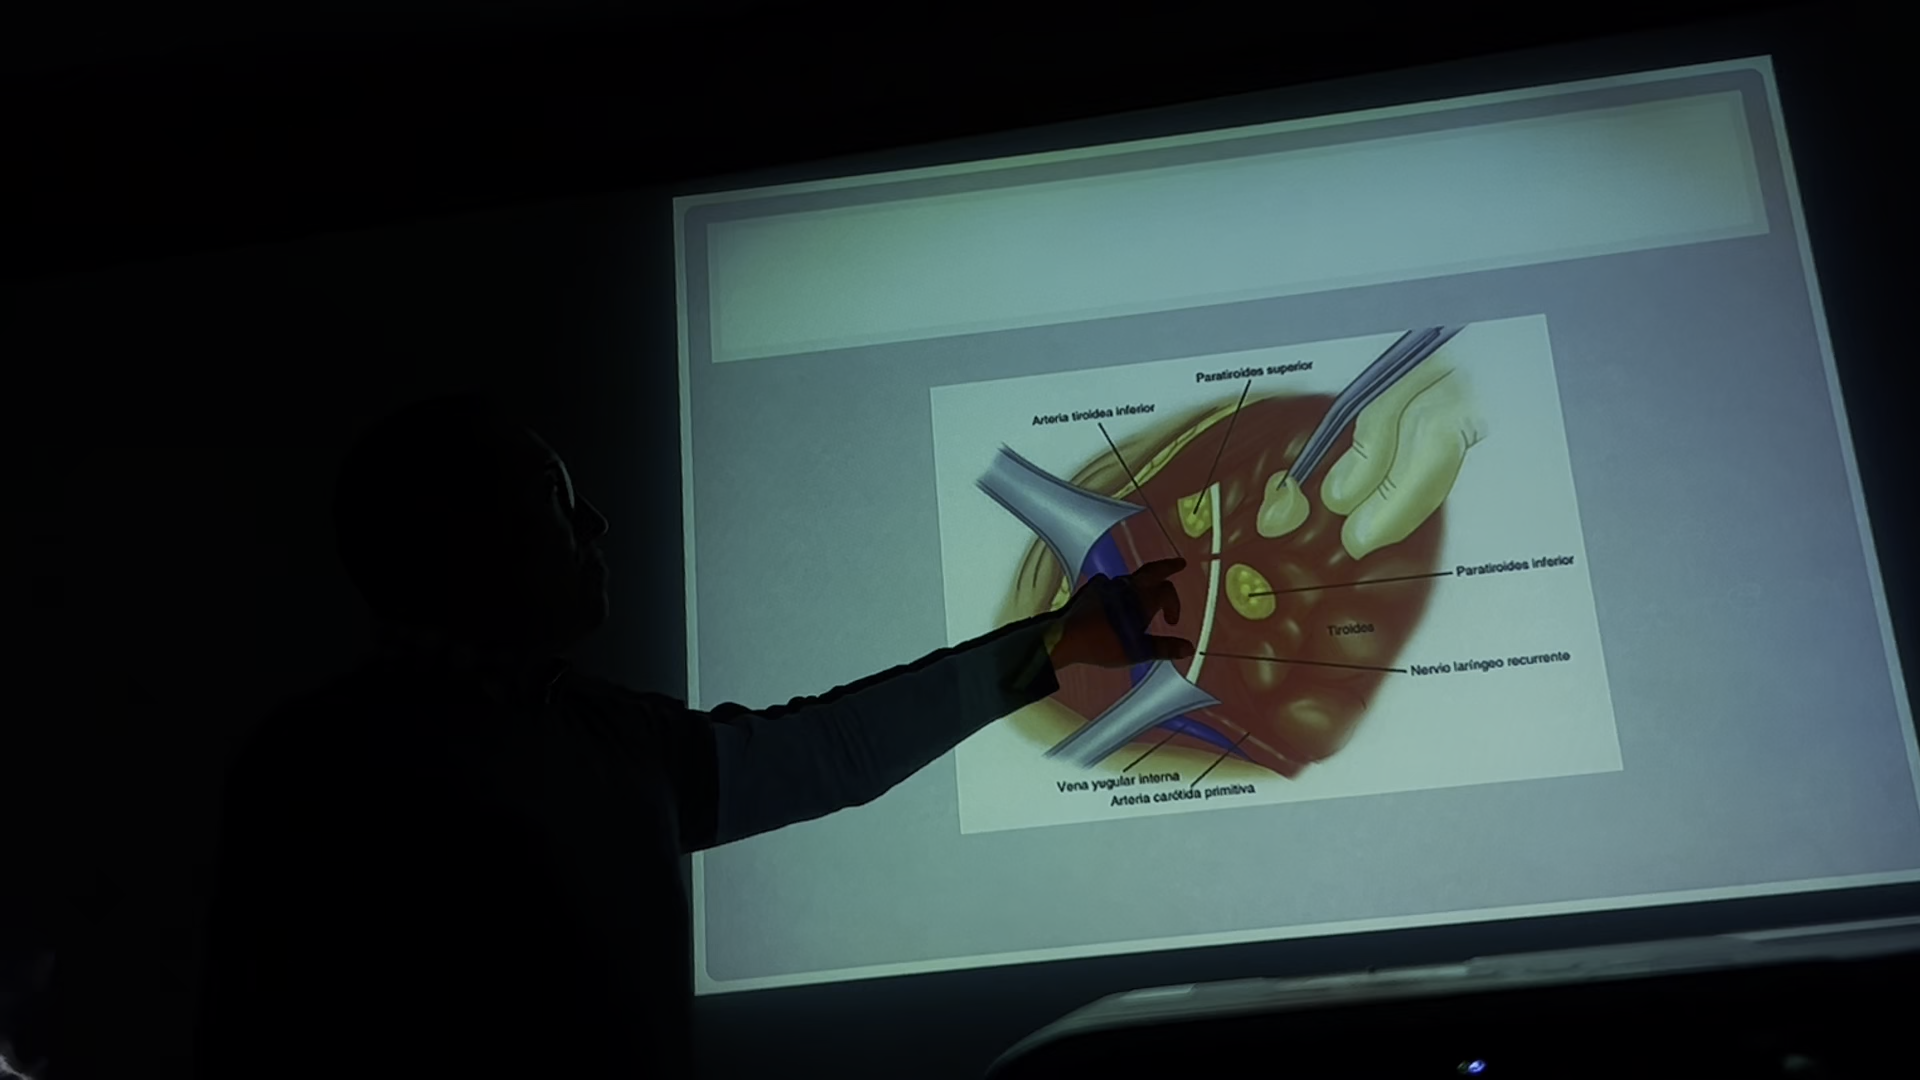 Paratiroides superior
Arteria tiroidea inferior
Paratiroides inferior
Tiroides
Nervio laríngeo recurrente
Vena yugular interna
Arteria carótida primitiva